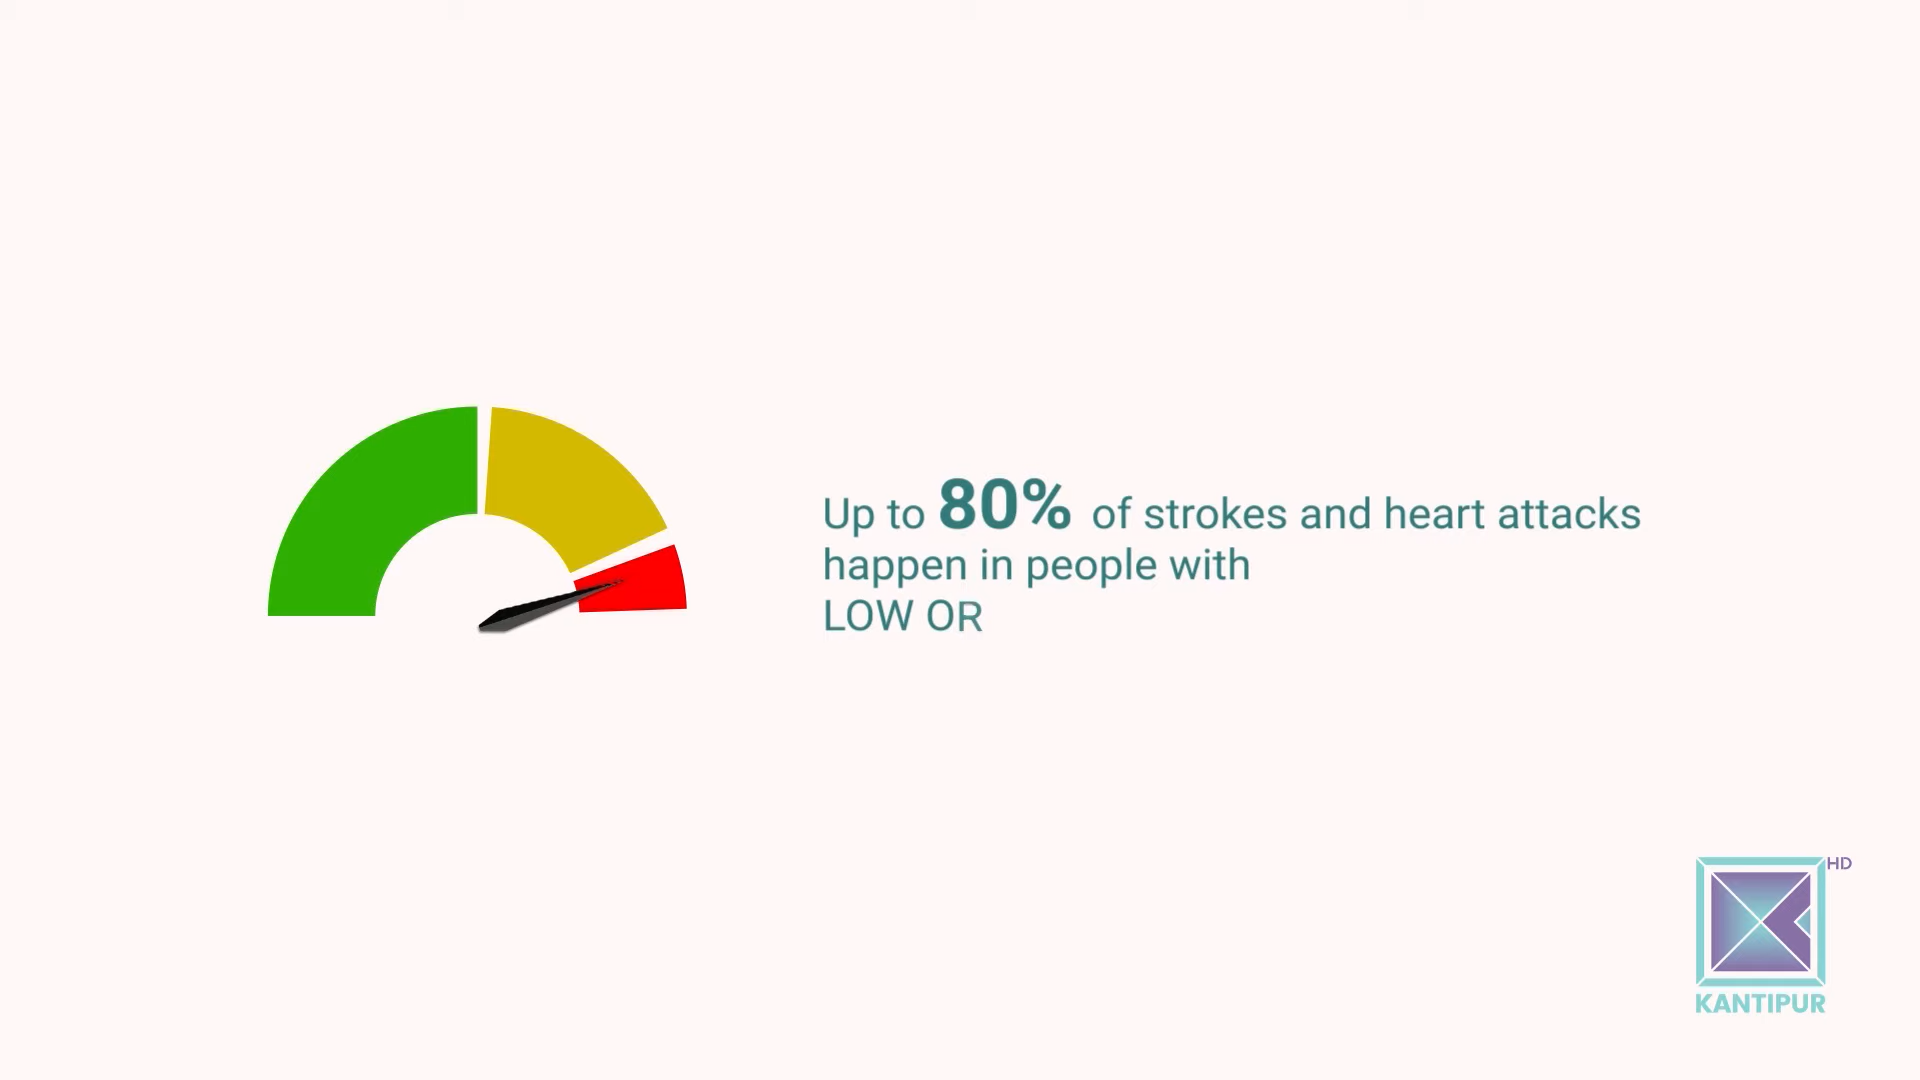 Up to 80% of strokes and heart attacks
happen in people with
LOW OR
HD
KANTIPUR